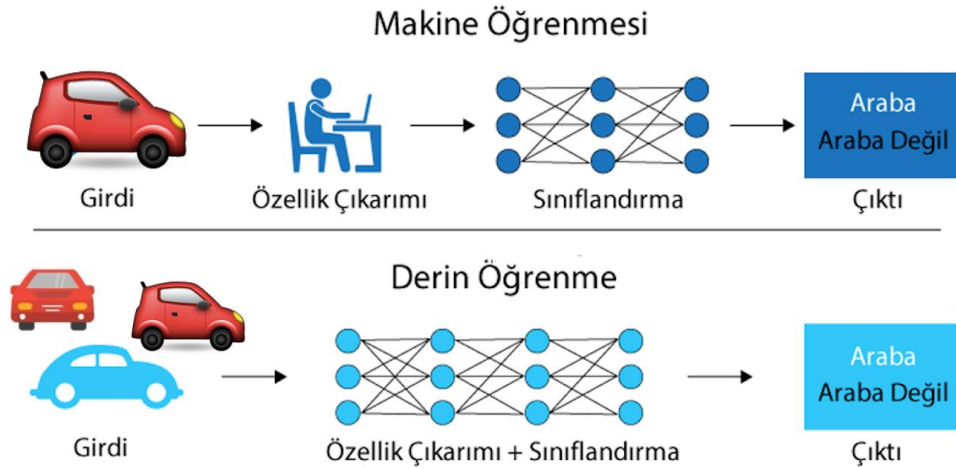 Makine Öğrenmesi
Araba
Araba Değil
Girdi
Özellik Çıkarımı
Sınıflandırma
Çıktı
Derin Öğrenme
Araba
Araba Değil
Girdi
Özellik Çıkarımı + Sınıflandırma
Çıktı